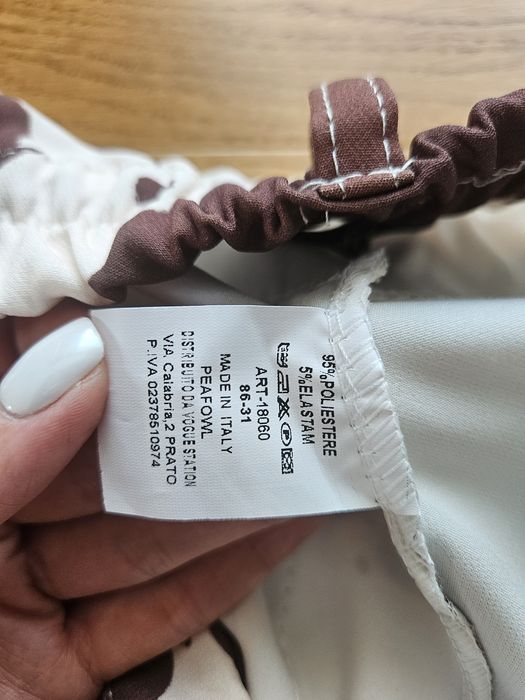 95%POLIESTERE
5%ELASTAM
ART-18060
86-31
MADE IN ITALY
PEAFOWL
DISTRIBUITO DA VOGUE STATION
VIA Calabria,2 PRATO
P.IVA 02378510974